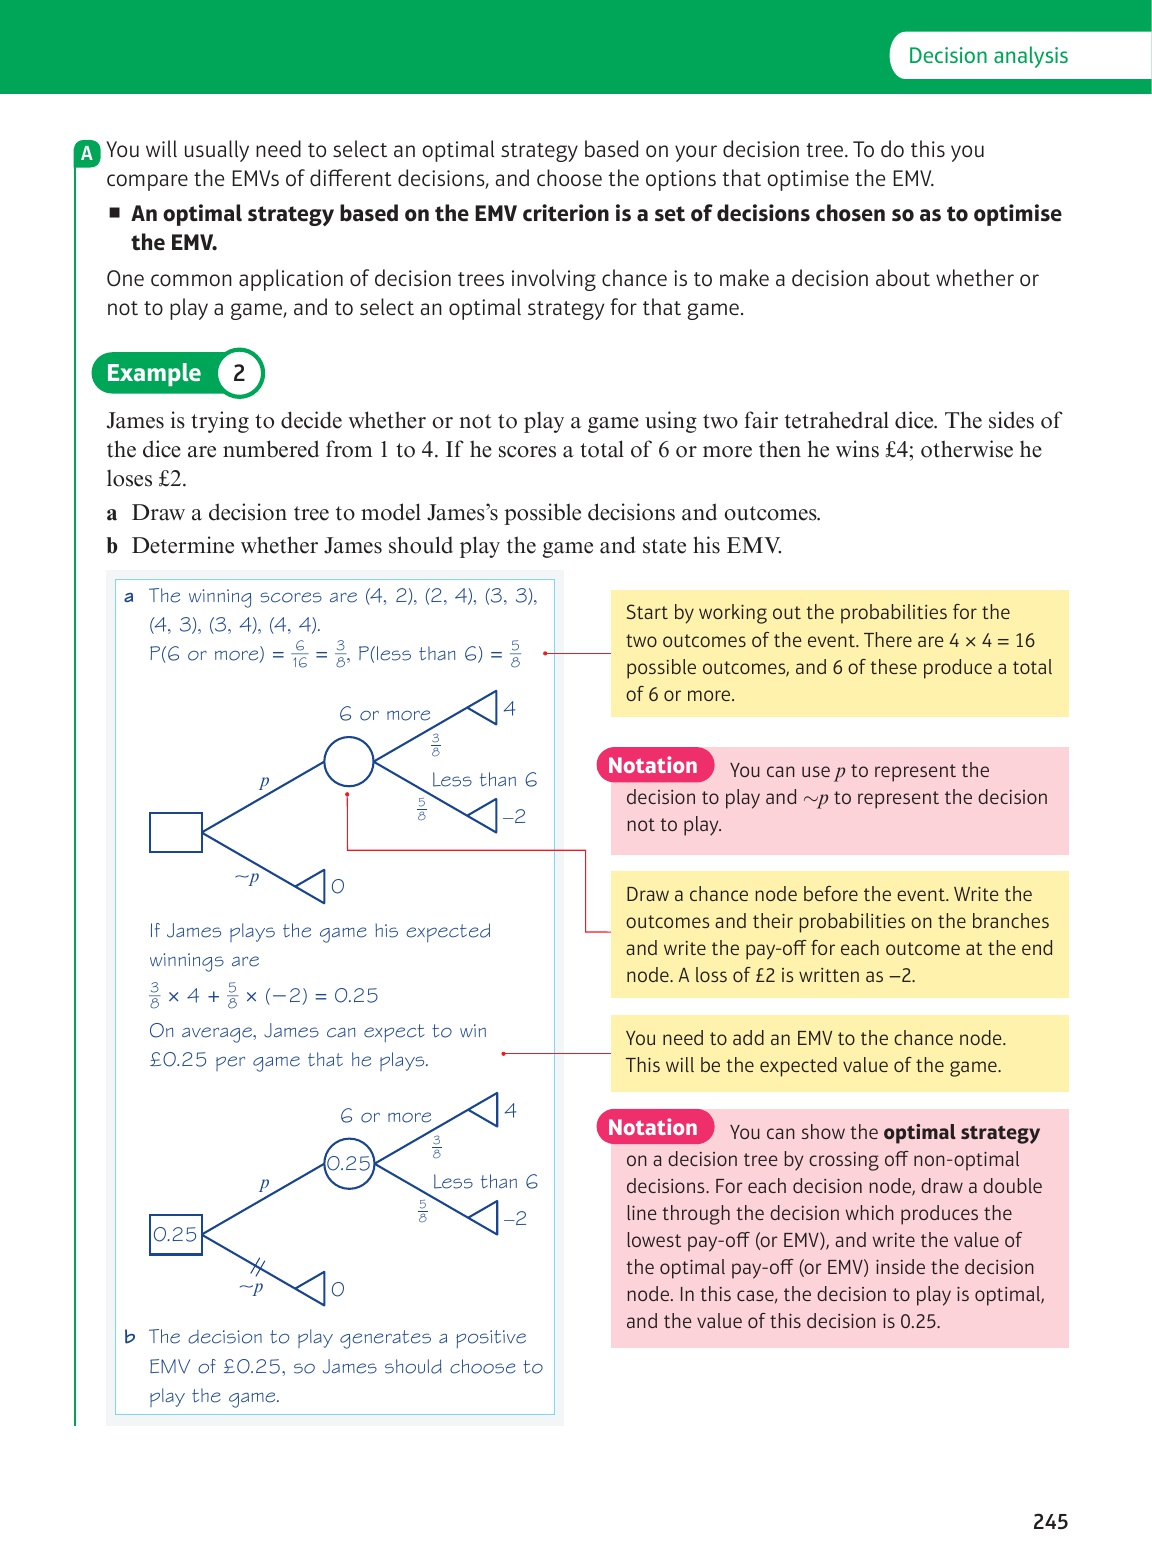 Decision analysis
A
You will usually need to select an optimal strategy based on your decision tree. To do this you
compare the EMVs of different decisions, and choose the options that optimise the EMV.
■ An optimal strategy based on the EMV criterion is a set of decisions chosen so as to optimise
the EMV.
One common application of decision trees involving chance is to make a decision about whether or
not to play a game, and to select an optimal strategy for that game.
Example 2
James is trying to decide whether or not to play a game using two fair tetrahedral dice. The sides of
the dice are numbered from 1 to 4. If he scores a total of 6 or more then he wins £4; otherwise he
loses £2.
a Draw a decision tree to model James's possible decisions and outcomes.
b Determine whether James should play the game and state his EMV.
a The winning scores are (4, 2), (2, 4), (3, 3),
(4, 3), (3, 4), (4, 4).
P(6 or more) = 6/16 = 3/8, P(less than 6) = 5/8
6 or more
4
3/8
p
Less than 6
5/8
−2
~p
0
If James plays the game his expected
winnings are
3/8 × 4 + 5/8 × (−2) = 0.25
On average, James can expect to win
£0.25 per game that he plays.
6 or more
4
3/8
0.25
p
Less than 6
5/8
−2
0.25
~p
0
b The decision to play generates a positive
EMV of £0.25, so James should choose to
play the game.
Start by working out the probabilities for the
two outcomes of the event. There are 4 × 4 = 16
possible outcomes, and 6 of these produce a total
of 6 or more.
Notation You can use p to represent the
decision to play and ~p to represent the decision
not to play.
Draw a chance node before the event. Write the
outcomes and their probabilities on the branches
and write the pay-off for each outcome at the end
node. A loss of £2 is written as −2.
You need to add an EMV to the chance node.
This will be the expected value of the game.
Notation You can show the optimal strategy
on a decision tree by crossing off non-optimal
decisions. For each decision node, draw a double
line through the decision which produces the
lowest pay-off (or EMV), and write the value of
the optimal pay-off (or EMV) inside the decision
node. In this case, the decision to play is optimal,
and the value of this decision is 0.25.
245